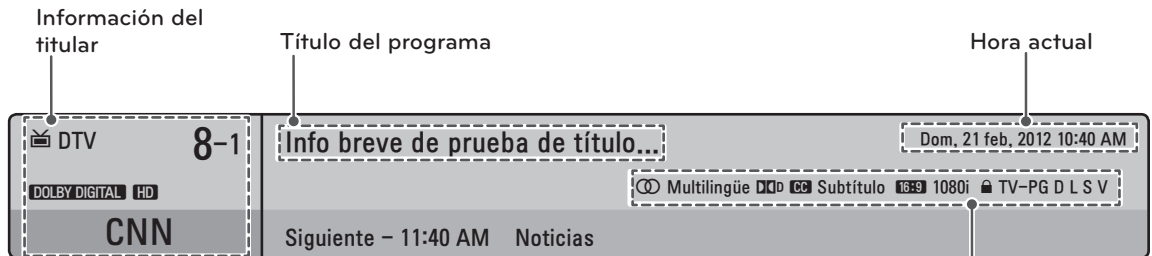 Información del
titular
Título del programa
Hora actual
DTV 8-1
Info breve de prueba de título...
Dom, 21 feb, 2012 10:40 AM
DOLBY DIGITAL HD
Multilingüe D CC Subtítulo 16:9 1080i TV-PG D L S V
CNN
Siguiente - 11:40 AM Noticias